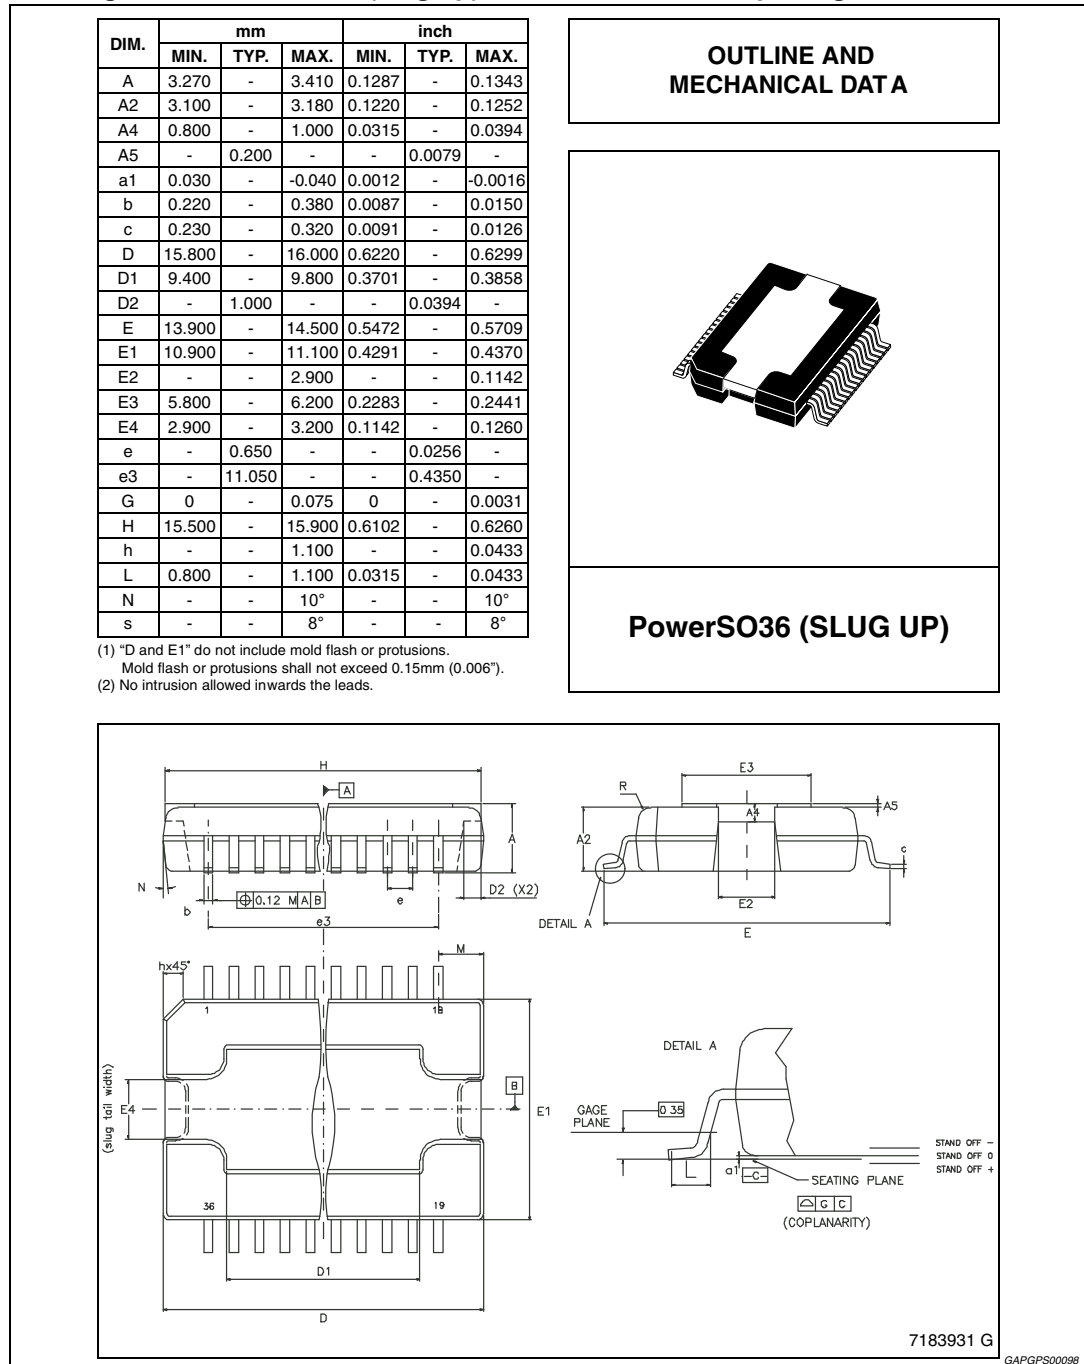 DIM. mm inch
MIN. TYP. MAX. MIN. TYP. MAX.
A 3.270 - 3.410 0.1287 - 0.1343
A2 3.100 - 3.180 0.1220 - 0.1252
A4 0.800 - 1.000 0.0315 - 0.0394
A5 - 0.200 - - 0.0079 -
a1 0.030 - -0.040 0.0012 - -0.0016
b 0.220 - 0.380 0.0087 - 0.0150
c 0.230 - 0.320 0.0091 - 0.0126
D 15.800 - 16.000 0.6220 - 0.6299
D1 9.400 - 9.800 0.3701 - 0.3858
D2 - 1.000 - - 0.0394 -
E 13.900 - 14.500 0.5472 - 0.5709
E1 10.900 - 11.100 0.4291 - 0.4370
E2 - - 2.900 - - 0.1142
E3 5.800 - 6.200 0.2283 - 0.2441
E4 2.900 - 3.200 0.1142 - 0.1260
e - 0.650 - - 0.0256 -
e3 - 11.050 - - 0.4350 -
G 0 - 0.075 0 - 0.0031
H 15.500 - 15.900 0.6102 - 0.6260
h - - 1.100 - - 0.0433
L 0.800 - 1.100 0.0315 - 0.0433
N - - 10° - - 10°
s - - 8° - - 8°
(1) “D and E1” do not include mold flash or protusions.
Mold flash or protusions shall not exceed 0.15mm (0.006”).
(2) No intrusion allowed inwards the leads.
OUTLINE AND
MECHANICAL DATA
PowerSO36 (SLUG UP)
H
A
A
N
b
0.12 M A B
e
D2 (X2)
e3
E3
R
A4
A5
A2
c
DETAIL A
E2
E
M
hx45°
1
18
B
E4
(slug tail width)
E1
36
19
D1
D
DETAIL A
GAGE
PLANE
0.35
L
a1
-C-
SEATING PLANE
G C
(COPLANARITY)
STAND OFF -
STAND OFF 0
STAND OFF +
7183931 G
GAPGPS00098